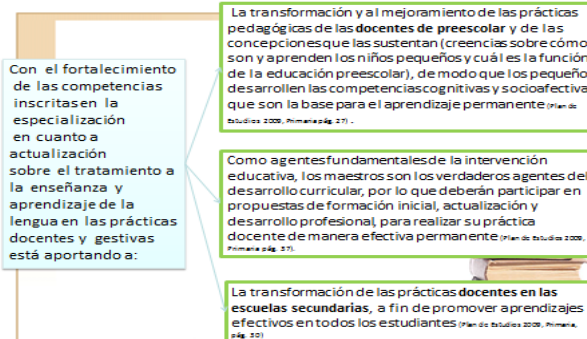 Con el fortalecimiento
de las competencias
inscritas en la
especialización
en cuanto a
actualización
sobre el tratamiento a
la enseñanza y
aprendizaje de la
lengua en las prácticas
docentes y gestivas
está aportando a:
La transformación y al mejoramiento de las prácticas
pedagógicas de las docentes de preescolar y de las
concepciones que las sustentan (creencias sobre cómo
son y aprenden los niños pequeños y cuál es la función
de la educación preescolar), de modo que los pequeño
desarrollen las competencias cognitivas y socioafectiva
que son la base para el aprendizaje permanente (Plan de
Estudios 2009, Primaria pág. 27) .
Como agentes fundamentales de la intervención
educativa, los maestros son los verdaderos agentes del
desarrollo curricular, por lo que deberán participar en
propuestas de formación inicial, actualización y
desarrollo profesional, para realizar su práctica
docente de manera efectiva permanente (Plan de Estudios 2009,
Primaria pág. 37).
La transformación de las prácticas docentes en las
escuelas secundarias, a fin de promover aprendizajes
efectivos en todos los estudiantes (Plan de Estudios 2009, Primaria,
pág. 30)